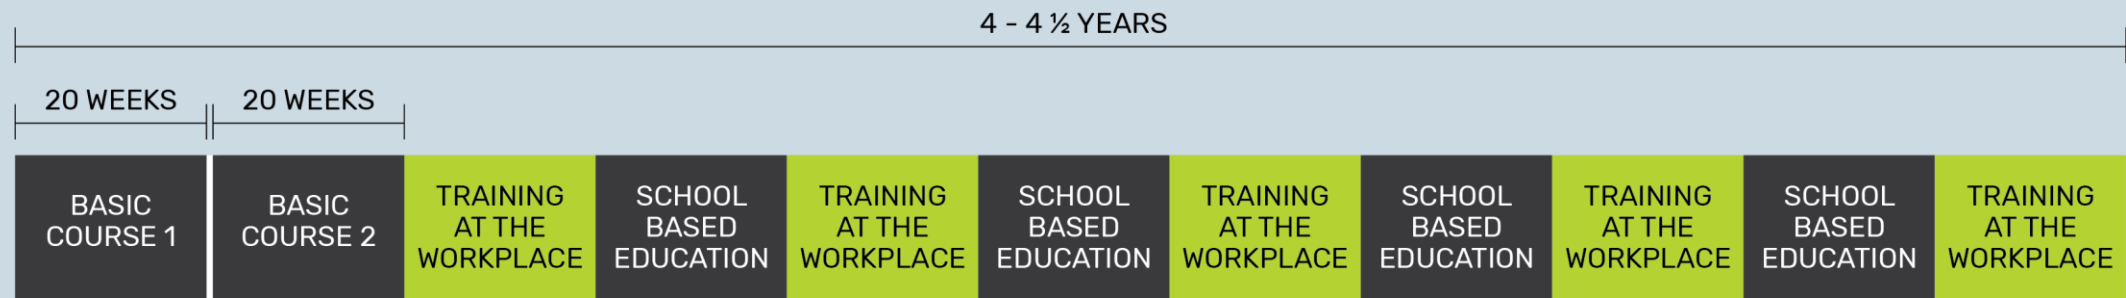 4 - 4 ½ YEARS
20 WEEKS
20 WEEKS
BASIC
COURSE 1
BASIC
COURSE 2
TRAINING
AT THE
WORKPLACE
SCHOOL
BASED
EDUCATION
TRAINING
AT THE
WORKPLACE
SCHOOL
BASED
EDUCATION
TRAINING
AT THE
WORKPLACE
SCHOOL
BASED
EDUCATION
TRAINING
AT THE
WORKPLACE
SCHOOL
BASED
EDUCATION
TRAINING
AT THE
WORKPLACE